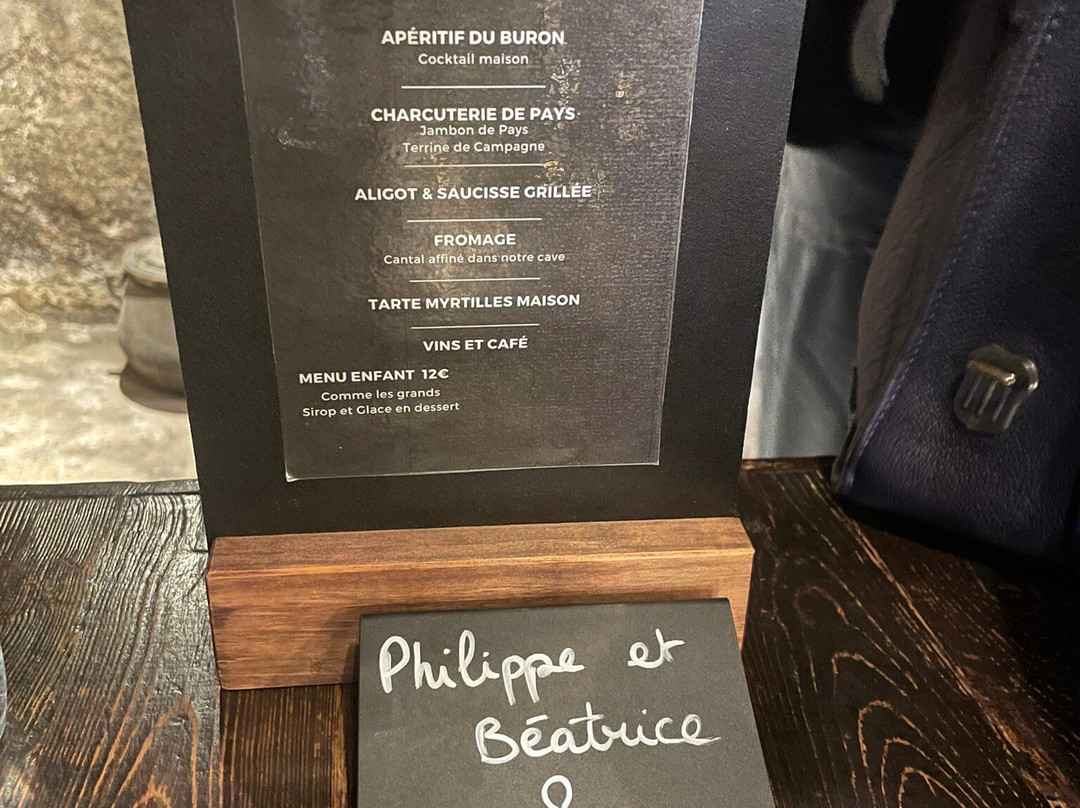 APÉRITIF DU BURON
Cocktail maison
CHARCUTERIE DE PAYS
Jambon de Pays
Terrine de Campagne
ALIGOT & SAUCISSE GRILLÉE
FROMAGE
Cantal affiné dans notre cave
TARTE MYRTILLES MAISON
VINS ET CAFÉ
MENU ENFANT 12€
Comme les grands
Sirop et Glace en dessert
Philippe et
Béatrice